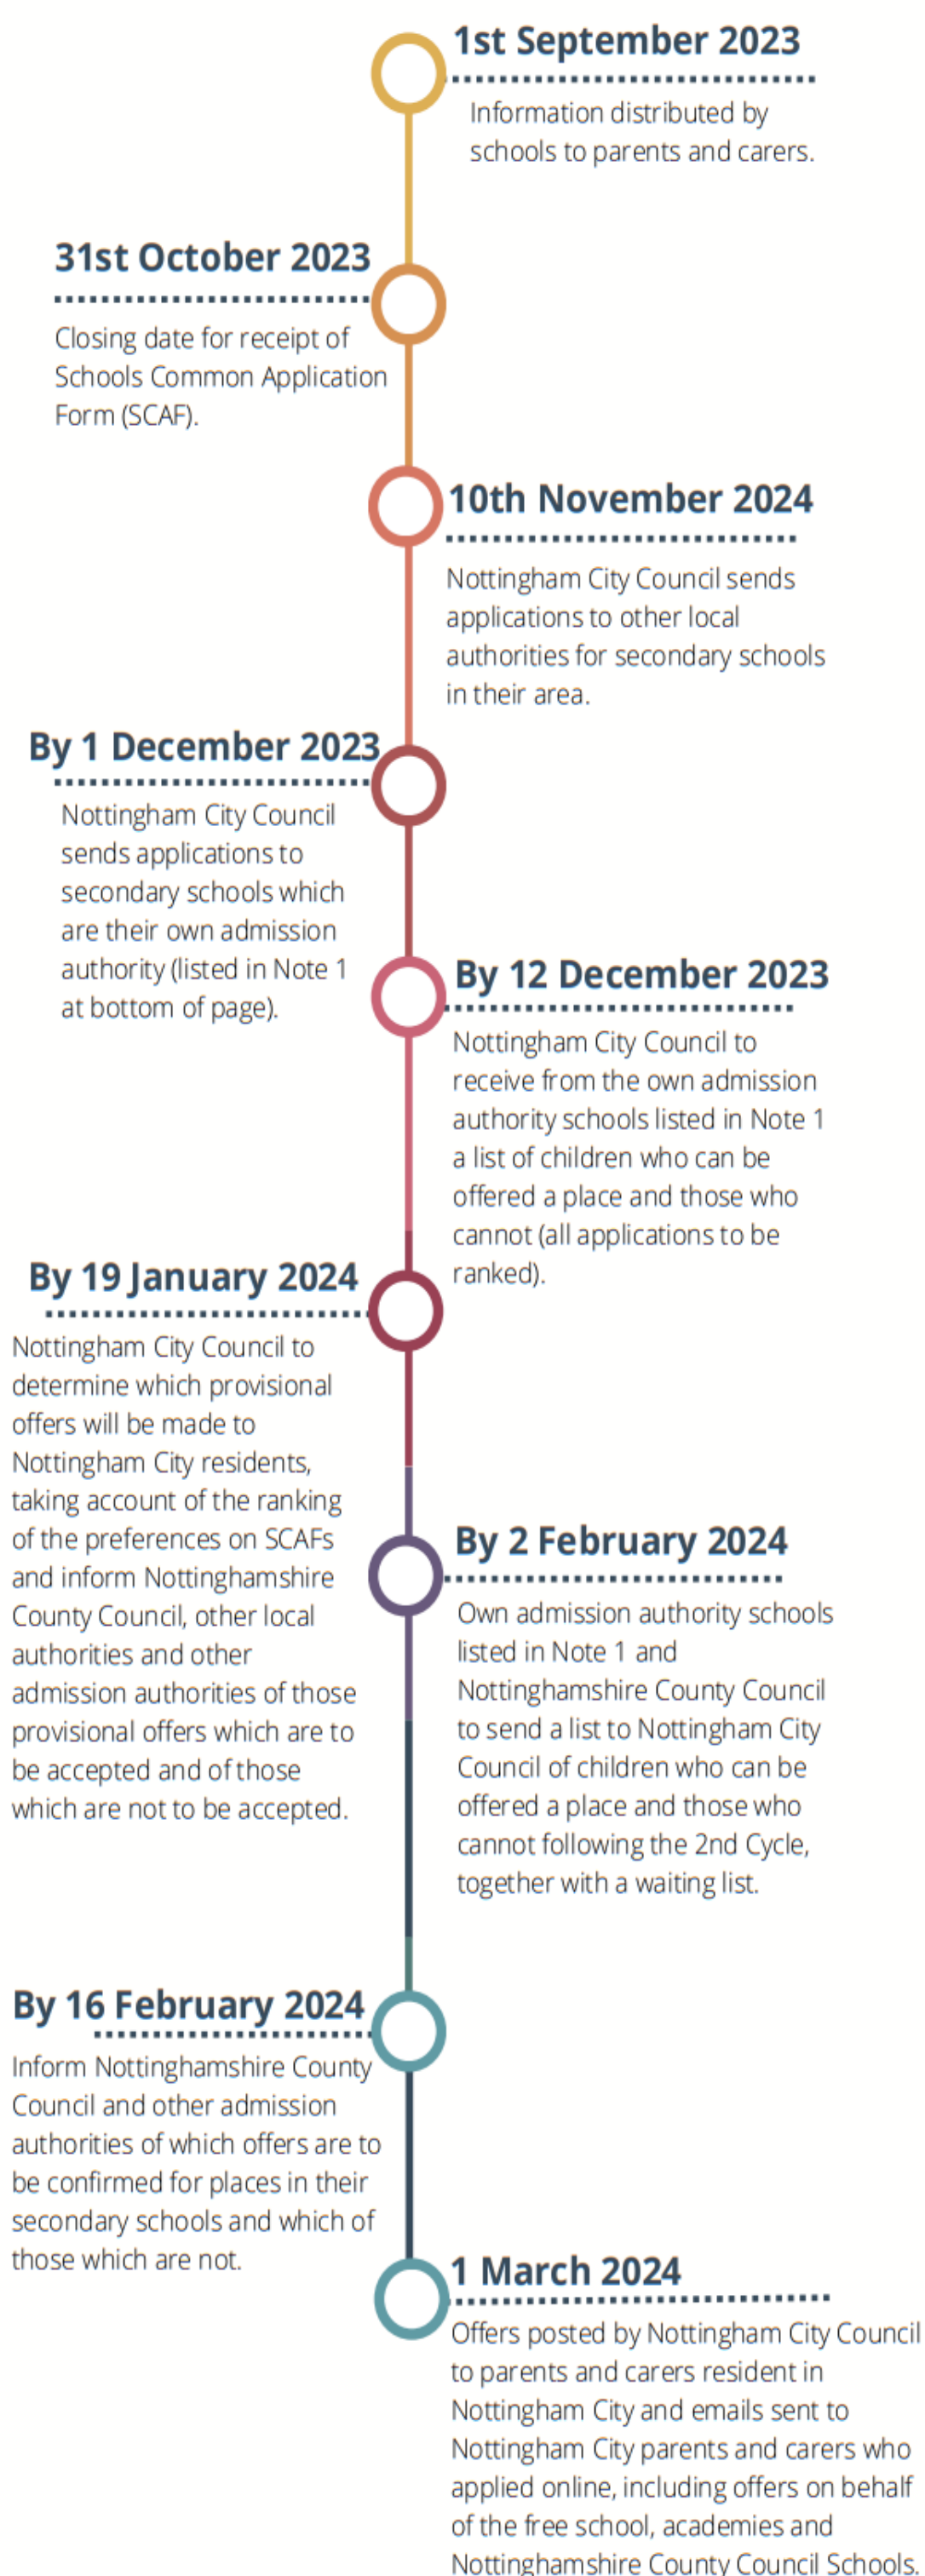 1st September 2023
Information distributed by
schools to parents and carers.
31st October 2023
Closing date for receipt of
Schools Common Application
Form (SCAF).
10th November 2024
Nottingham City Council sends
applications to other local
authorities for secondary schools
in their area.
By 1 December 2023
Nottingham City Council
sends applications to
secondary schools which
are their own admission
authority (listed in Note 1
at bottom of page).
By 12 December 2023
Nottingham City Council to
receive from the own admission
authority schools listed in Note 1
a list of children who can be
offered a place and those who
cannot (all applications to be
ranked).
By 19 January 2024
Nottingham City Council to
determine which provisional
offers will be made to
Nottingham City residents,
taking account of the ranking
of the preferences on SCAFs
and inform Nottinghamshire
County Council, other local
authorities and other
admission authorities of those
provisional offers which are to
be accepted and of those
which are not to be accepted.
By 2 February 2024
Own admission authority schools
listed in Note 1 and
Nottinghamshire County Council
to send a list to Nottingham City
Council of children who can be
offered a place and those who
cannot following the 2nd Cycle,
together with a waiting list.
By 16 February 2024
Inform Nottinghamshire County
Council and other admission
authorities of which offers are to
be confirmed for places in their
secondary schools and which of
those which are not.
1 March 2024
Offers posted by Nottingham City Council
to parents and carers resident in
Nottingham City and emails sent to
Nottingham City parents and carers who
applied online, including offers on behalf
of the free school, academies and
Nottinghamshire County Council Schools.